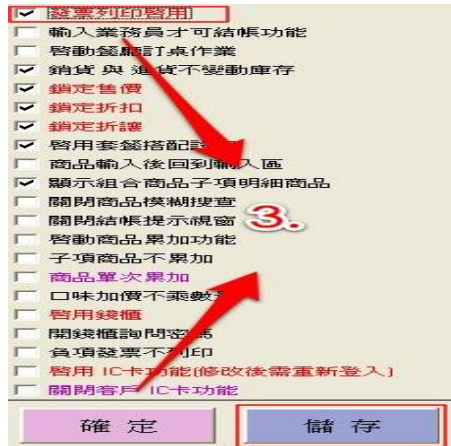 發票列印啓用
輸入業務員才可結帳功能
啓動餐廳訂桌作業
銷貨 與 進貨不變動庫存
鎖定售價
鎖定折扣
鎖定折讓
啓用套餐搭配
商品輸入後回到輸入區
顯示組合商品子項明細商品
關閉商品模糊搜查
關閉結帳提示視窗
3.
啓動商品累加功能
子項商品不累加
商品單次累加
口味加價不乘數
啓用錢櫃
開錢櫃詢問密碼
負項發票不列印
啓用 IC卡功能(修改後需重新登入)
關閉客戶 IC卡功能
確 定
儲 存